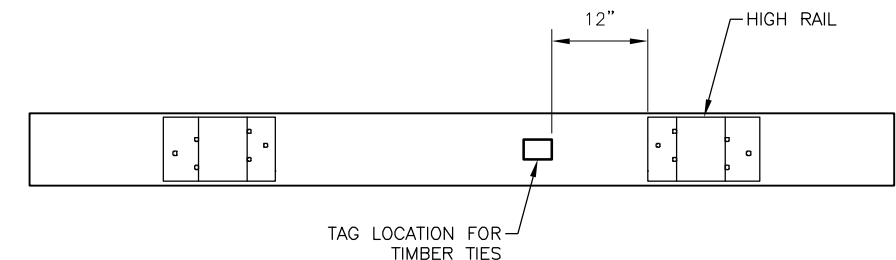 12”
HIGH RAIL
TAG LOCATION FOR
TIMBER TIES